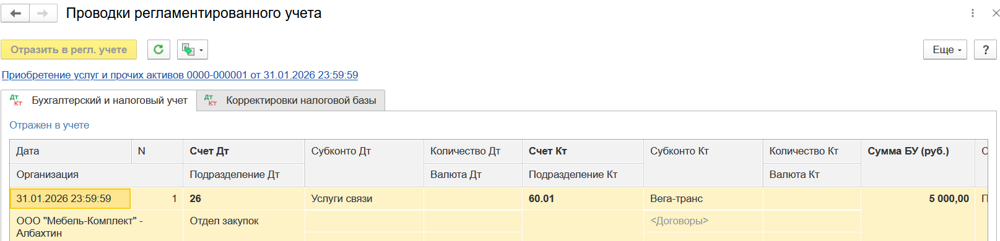 Проводки регламентированного учета
Отразить в регл. учете
Еще
?
Приобретение услуг и прочих активов 0000-000001 от 31.01.2026 23:59:59
Дт Кт Бухгалтерский и налоговый учет Дт Кт Корректировки налоговой базы
Отражен в учете
Дата N Счет Дт Субконто Дт Количество Дт Счет Кт Субконто Кт Количество Кт Сумма БУ (руб.) С
Организация Подразделение Дт Валюта Дт Подразделение Кт Валюта Кт
31.01.2026 23:59:59 1 26 Услуги связи 60.01 Вега-транс 5 000,00 П
ООО "Мебель-Комплект" - Отдел закупок <Договоры>
Албахтин